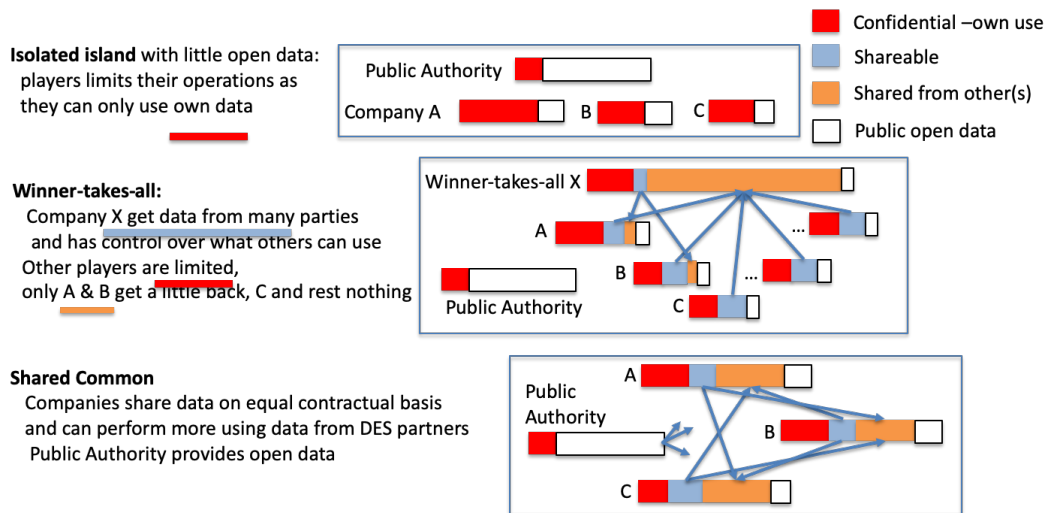 Confidential –own use
Shareable
Shared from other(s)
Public open data
Isolated island with little open data:
players limits their operations as
they can only use own data
Public Authority
Company A
B
C
Winner-takes-all:
Company X get data from many parties
and has control over what others can use
Other players are limited,
only A & B get a little back, C and rest nothing
Winner-takes-all X
A
...
B
...
Public Authority
C
Shared Common
Companies share data on equal contractual basis
and can perform more using data from DES partners
Public Authority provides open data
A
Public
Authority
B
C